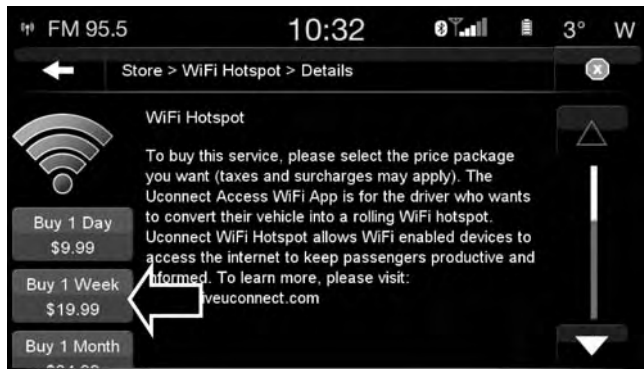 FM 95.5 10:32 3° W
Store > WiFi Hotspot > Details
WiFi Hotspot
To buy this service, please select the price package
you want (taxes and surcharges may apply). The
Uconnect Access WiFi App is for the driver who wants
to convert their vehicle into a rolling WiFi hotspot.
Uconnect WiFi Hotspot allows WiFi enabled devices to
access the internet to keep passengers productive and
informed. To learn more, please visit:
iveuconnect.com
Buy 1 Day
$9.99
Buy 1 Week
$19.99
Buy 1 Month